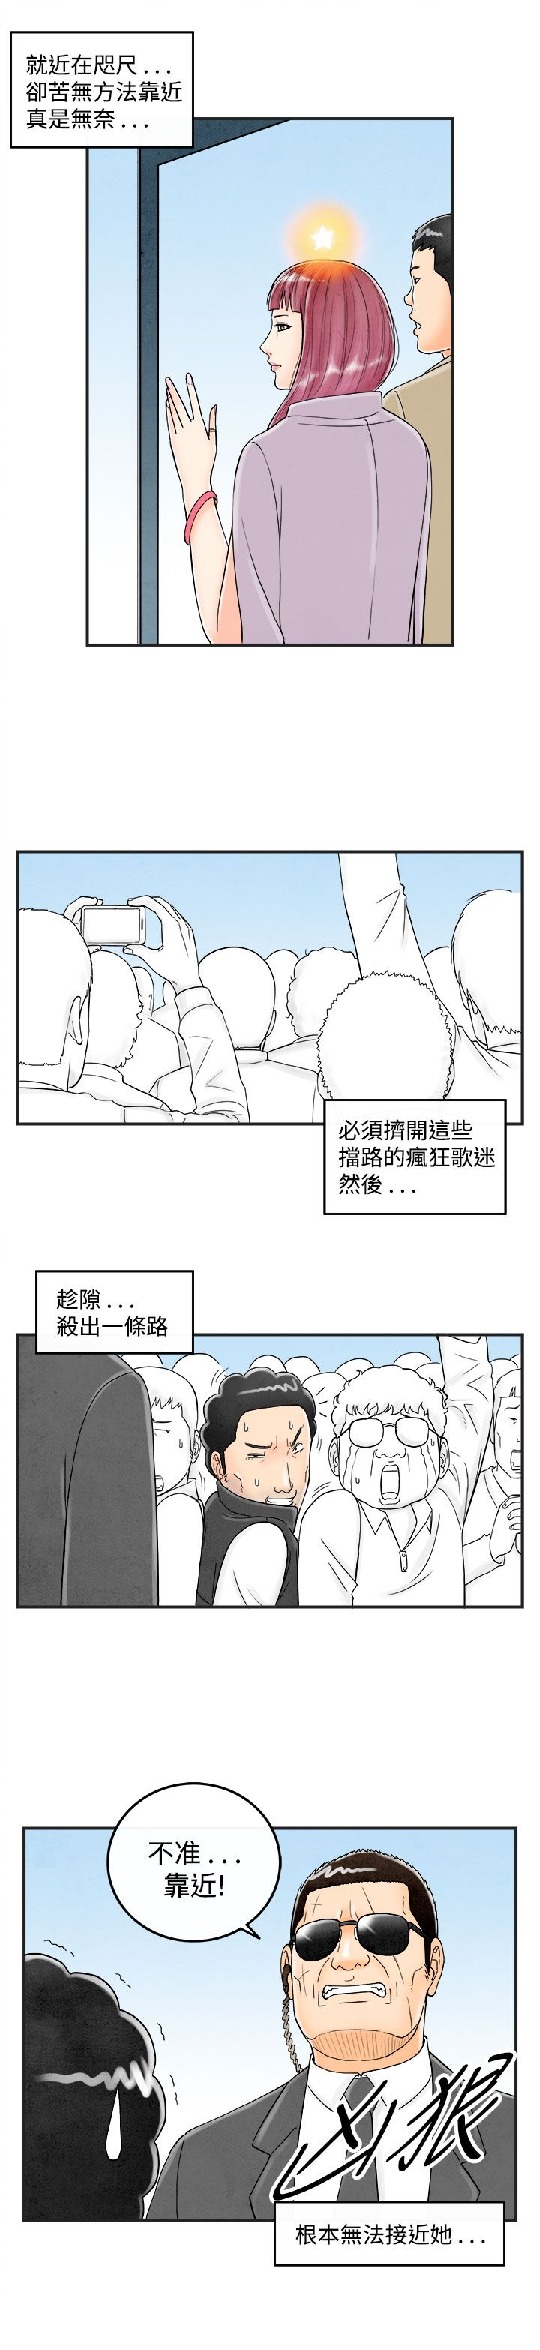 就近在咫尺...
卻苦無方法靠近
真是無奈...
必須擠開這些
擋路的瘋狂歌迷
然後...
趁隙...
殺出一條路
不准...
靠近!
凶狠
根本無法接近她...